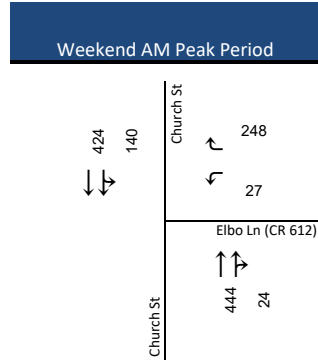 Weekend AM Peak Period
Church St
424
140
248
27
Elbo Ln (CR 612)
444
24
Church St